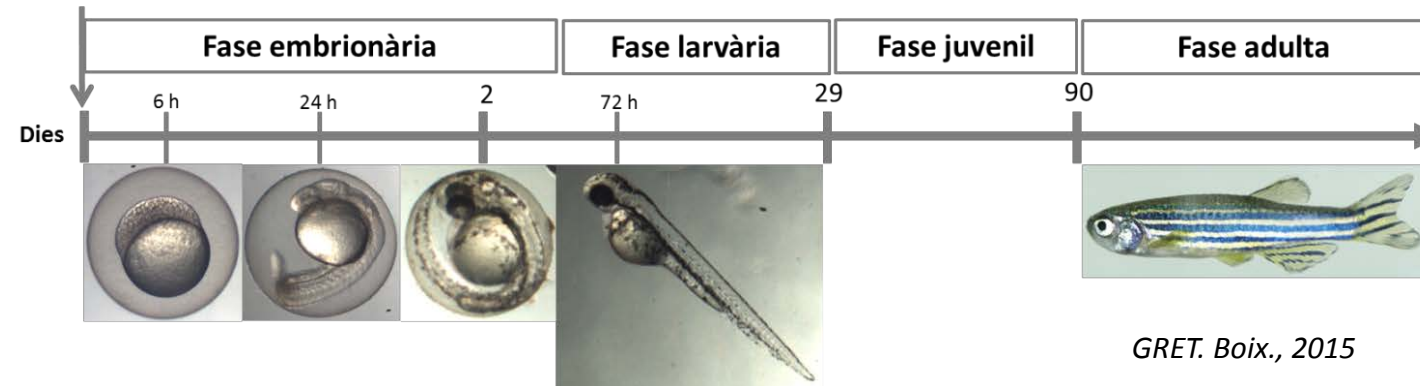 Fase embrionària
Fase larvària
Fase juvenil
Fase adulta
6 h
24 h
2
72 h
29
90
Dies
GRET. Boix., 2015